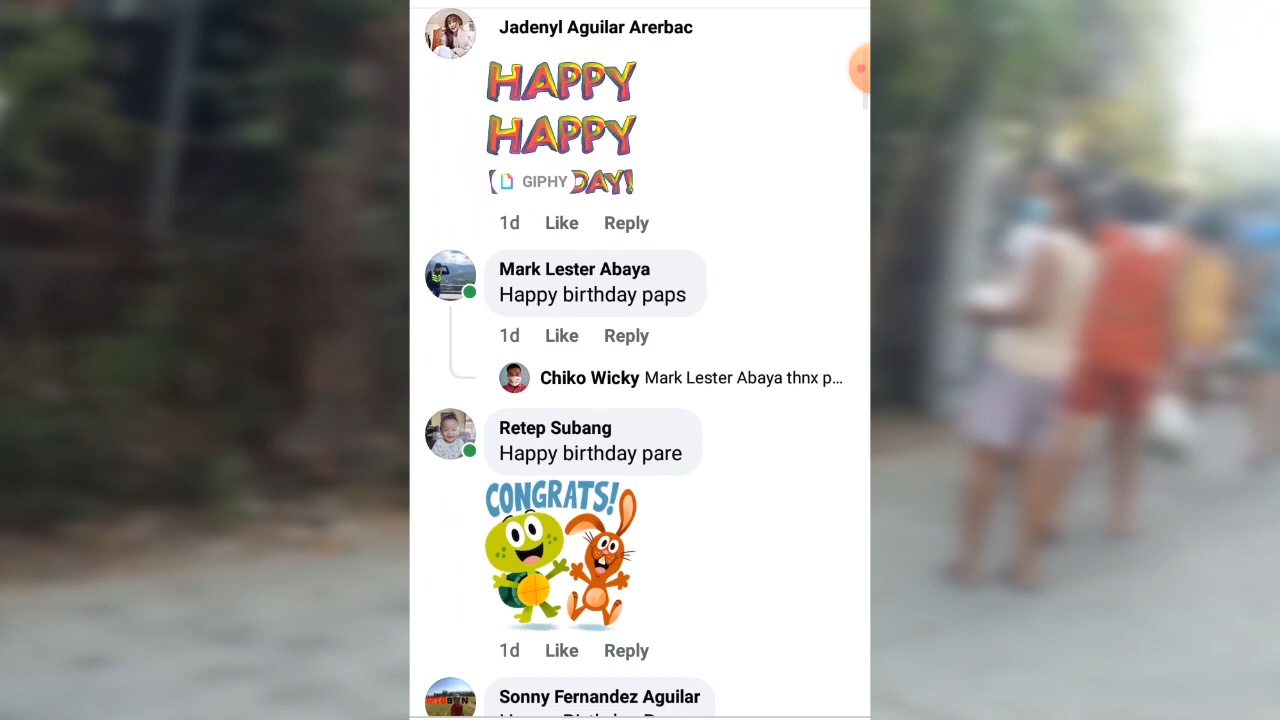 Jadenyl Aguilar Arerbac
HAPPY
HAPPY
GIPHY DAY!
1d Like Reply
Mark Lester Abaya
Happy birthday paps
1d Like Reply
Chiko Wicky Mark Lester Abaya thnx p...
Retep Subang
Happy birthday pare
CONGRATS!
1d Like Reply
Sonny Fernandez Aguilar